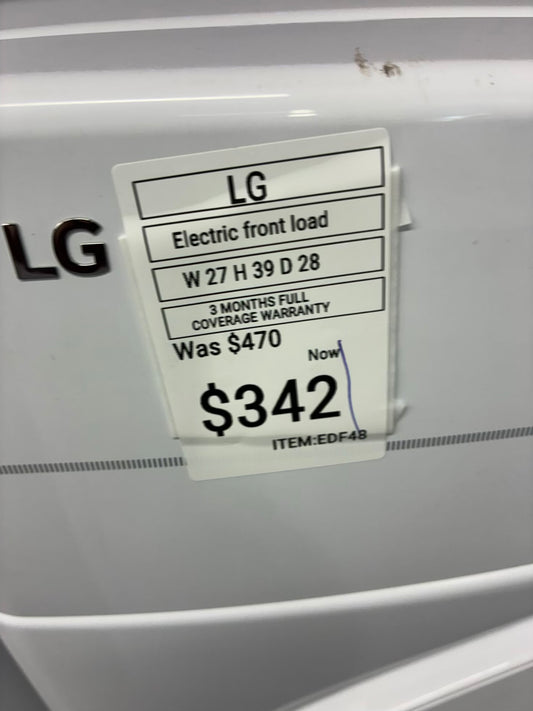 LG
LG
Electric front load
W 27 H 39 D 28
3 MONTHS FULL
COVERAGE WARRANTY
Was $470
Now
$342
ITEM:EDF48